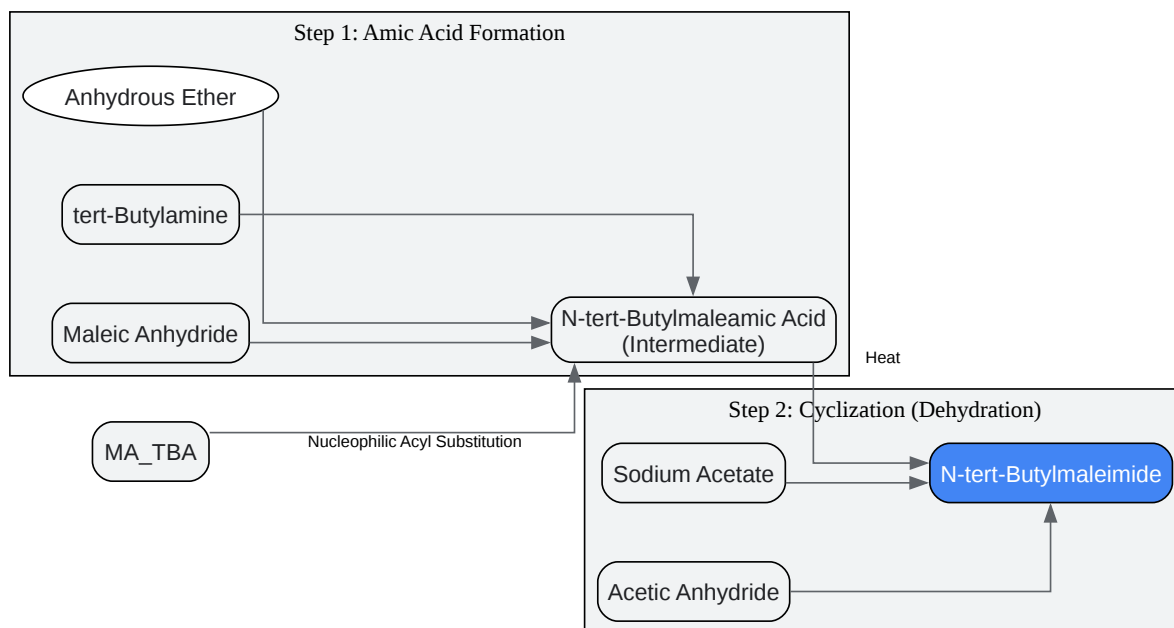 Step 1: Amic Acid Formation
Anhydrous Ether
tert-Butylamine
Maleic Anhydride
N-tert-Butylmaleamic Acid
(Intermediate)
Heat
MA_TBA
Nucleophilic Acyl Substitution
Step 2: Cyclization (Dehydration)
Sodium Acetate
N-tert-Butylmaleimide
Acetic Anhydride